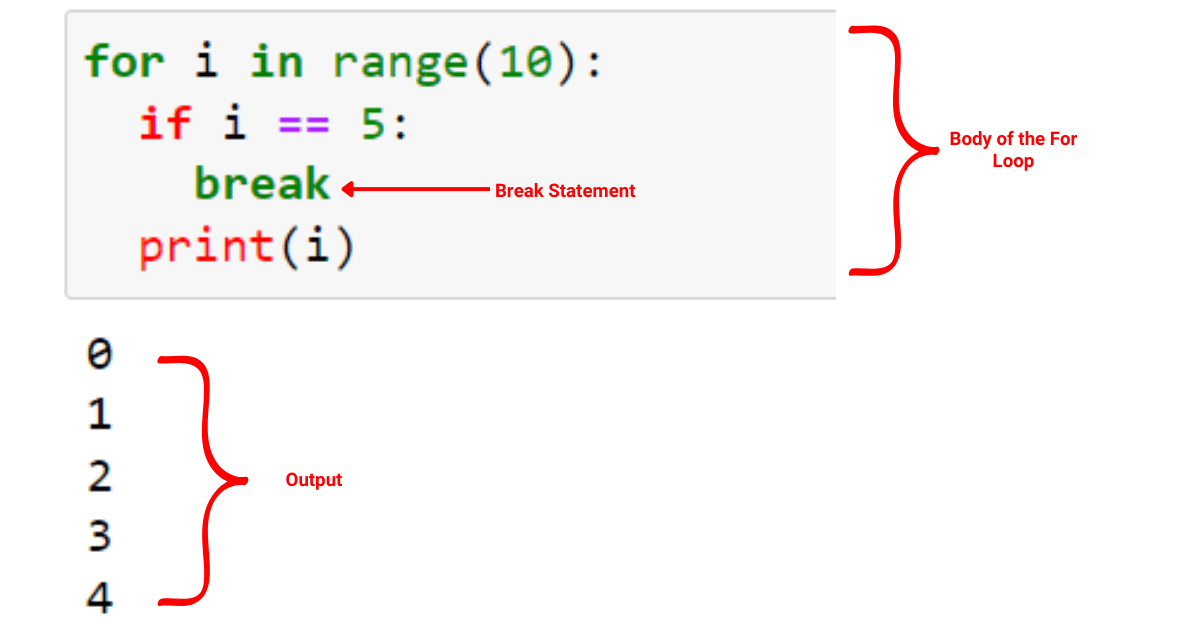 for i in range(10):
  if i == 5:
    break
Break Statement
  print(i)
Body of the For
Loop
0
1
2
3
4
Output